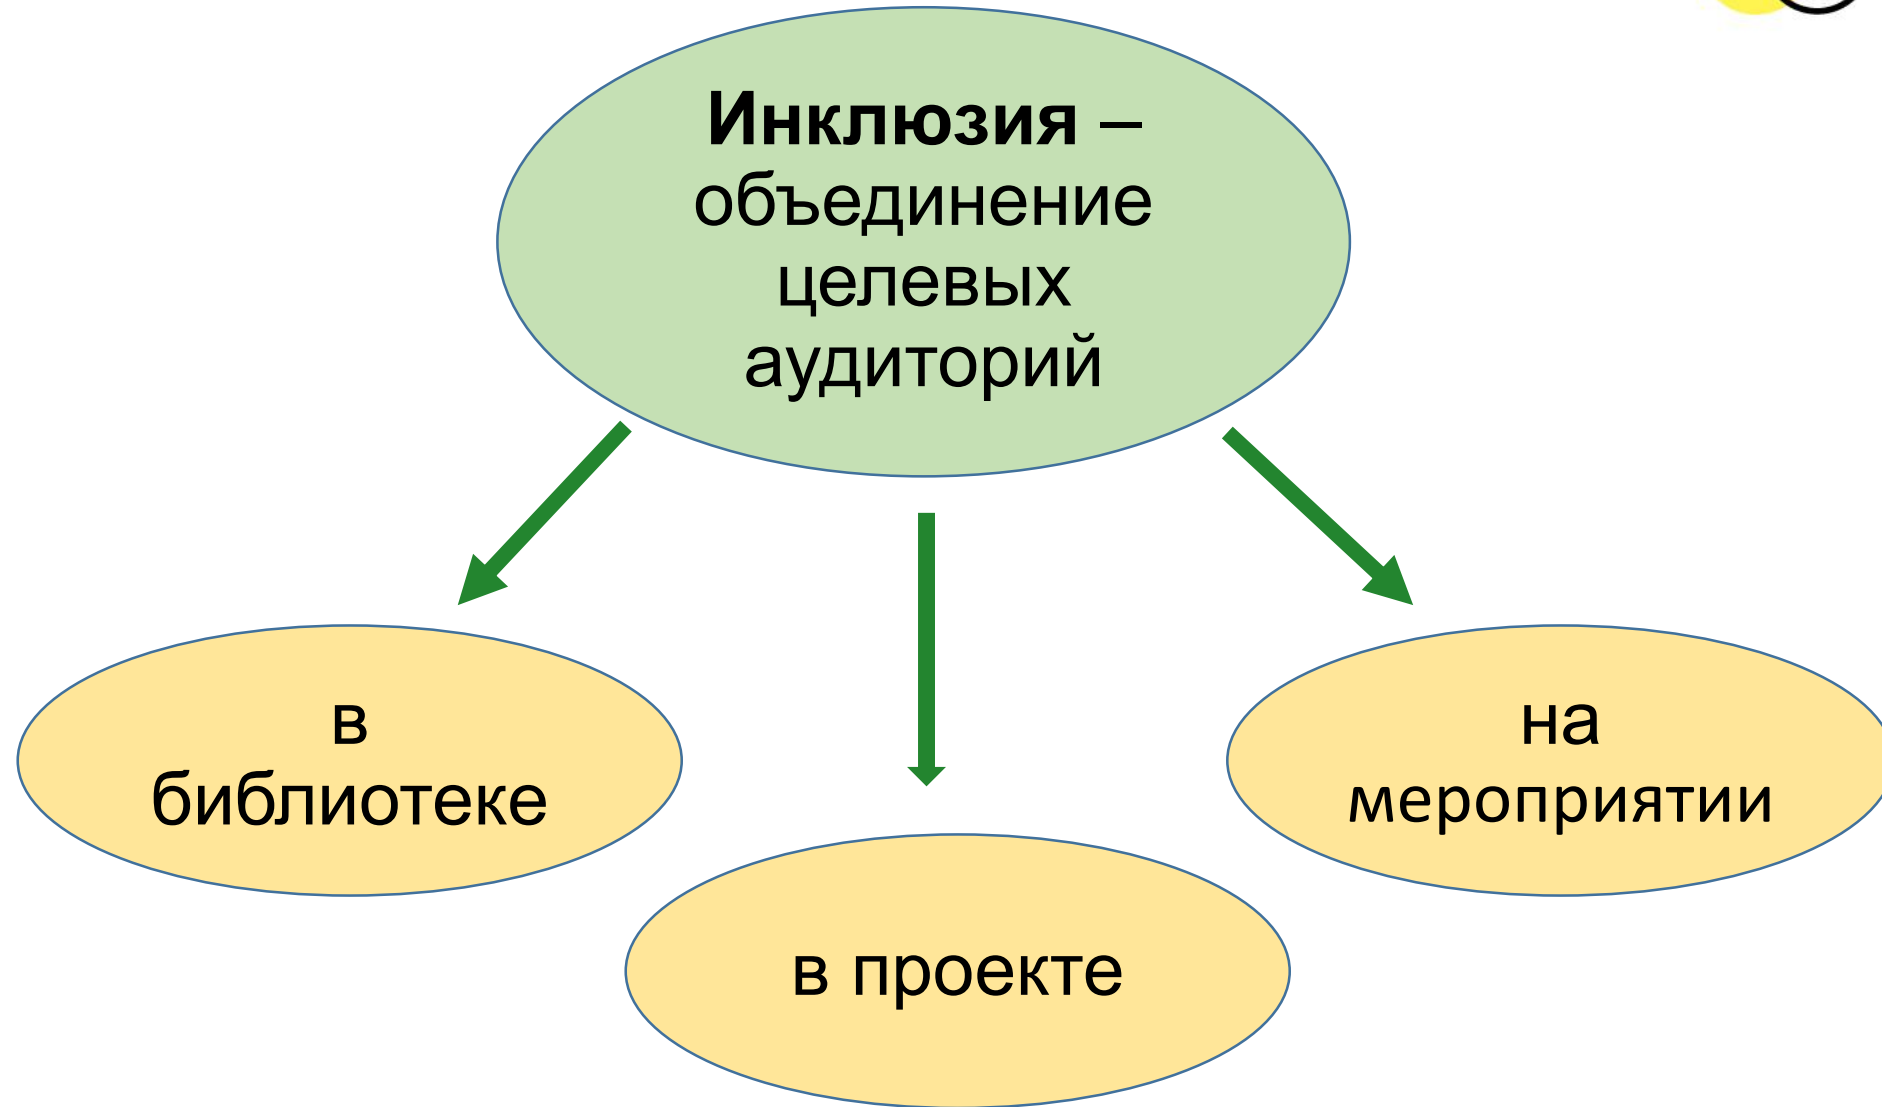 Инклюзия –
объединение
целевых
аудиторий
в
библиотеке
на
мероприятии
в проекте